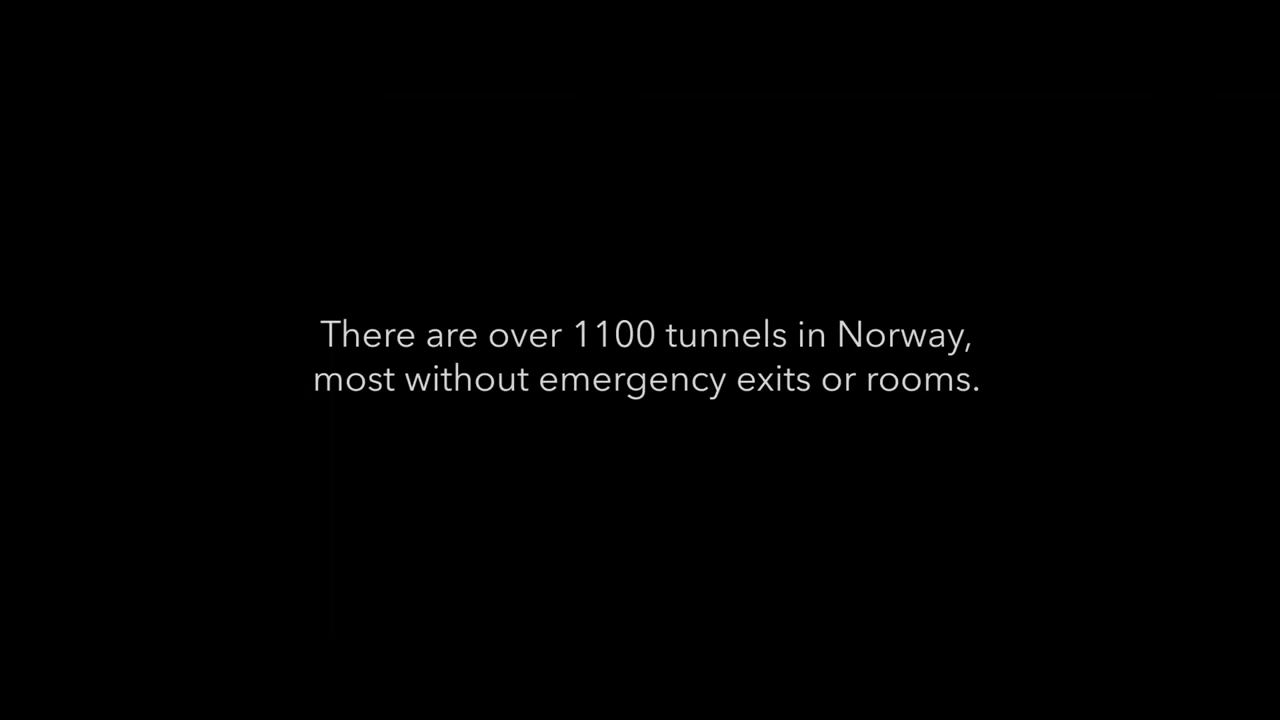 There are over 1100 tunnels in Norway,
most without emergency exits or rooms.